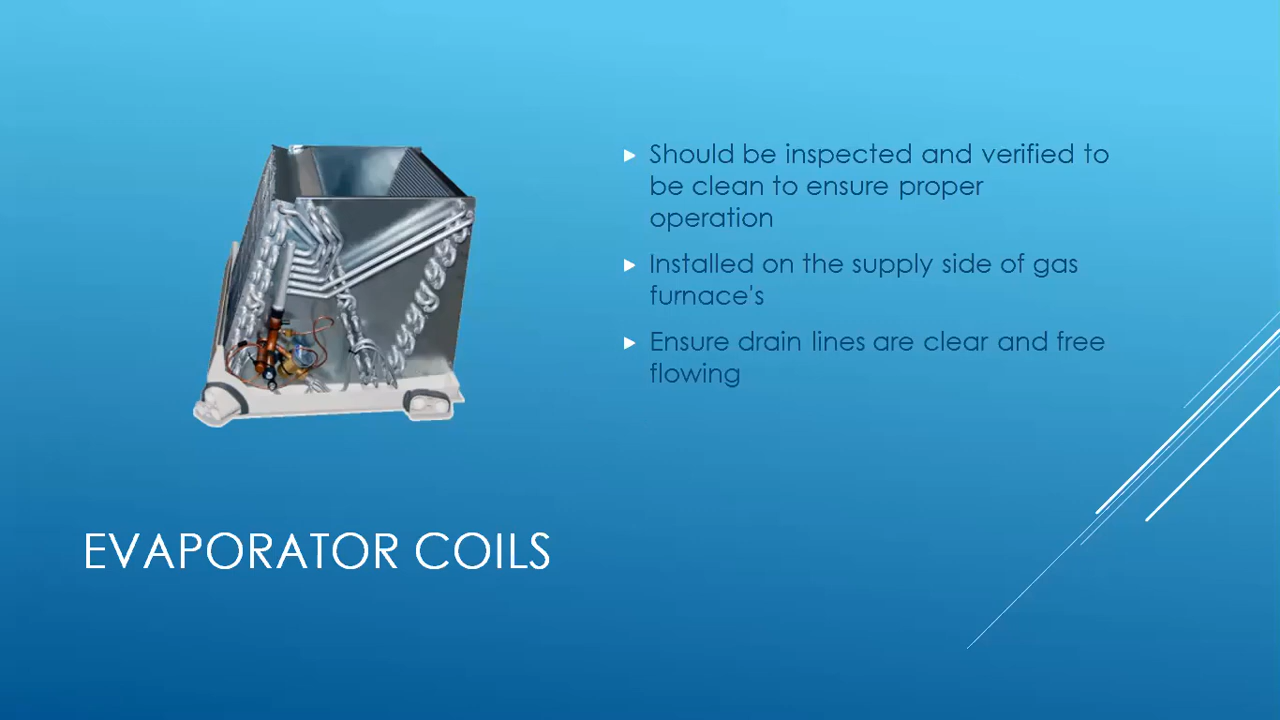 Should be inspected and verified to
be clean to ensure proper
operation
Installed on the supply side of gas
furnace's
Ensure drain lines are clear and free
flowing
EVAPORATOR COILS